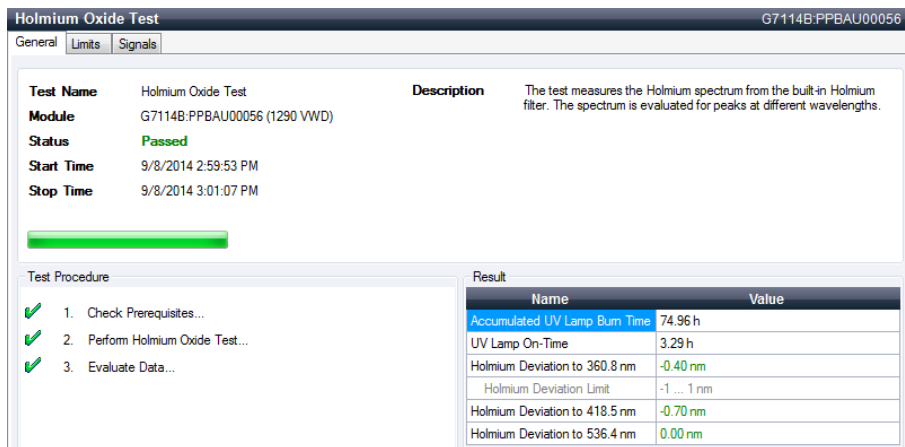 Holmium Oxide Test G7114B:PPBAU00056
General Limits Signals
Test Name Holmium Oxide Test
Module G7114B:PPBAU00056 (1290 VWD)
Status Passed
Start Time 9/8/2014 2:59:53 PM
Stop Time 9/8/2014 3:01:07 PM
Description The test measures the Holmium spectrum from the built-in Holmium
filter. The spectrum is evaluated for peaks at different wavelengths.
Test Procedure
1. Check Prerequisites...
2. Perform Holmium Oxide Test...
3. Evaluate Data...
Result
Name Value
Accumulated UV Lamp Burn Time 74.96 h
UV Lamp On-Time 3.29 h
Holmium Deviation to 360.8 nm -0.40 nm
Holmium Deviation Limit -1 ... 1 nm
Holmium Deviation to 418.5 nm -0.70 nm
Holmium Deviation to 536.4 nm 0.00 nm